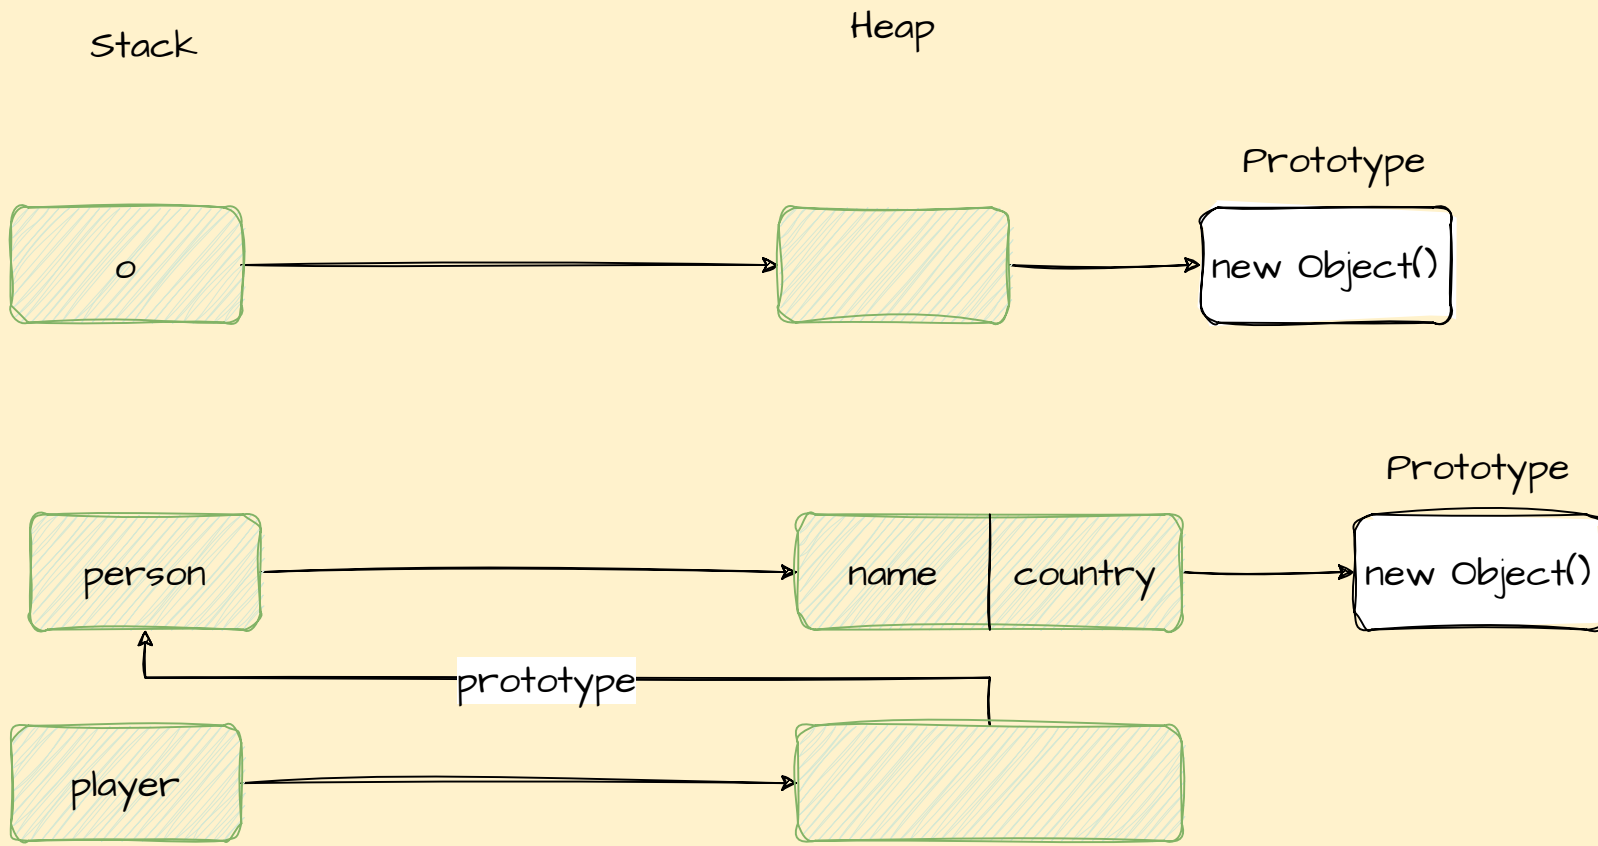 Stack
Heap
Prototype
o
new Object()
Prototype
person
name
country
new Object()
prototype
player